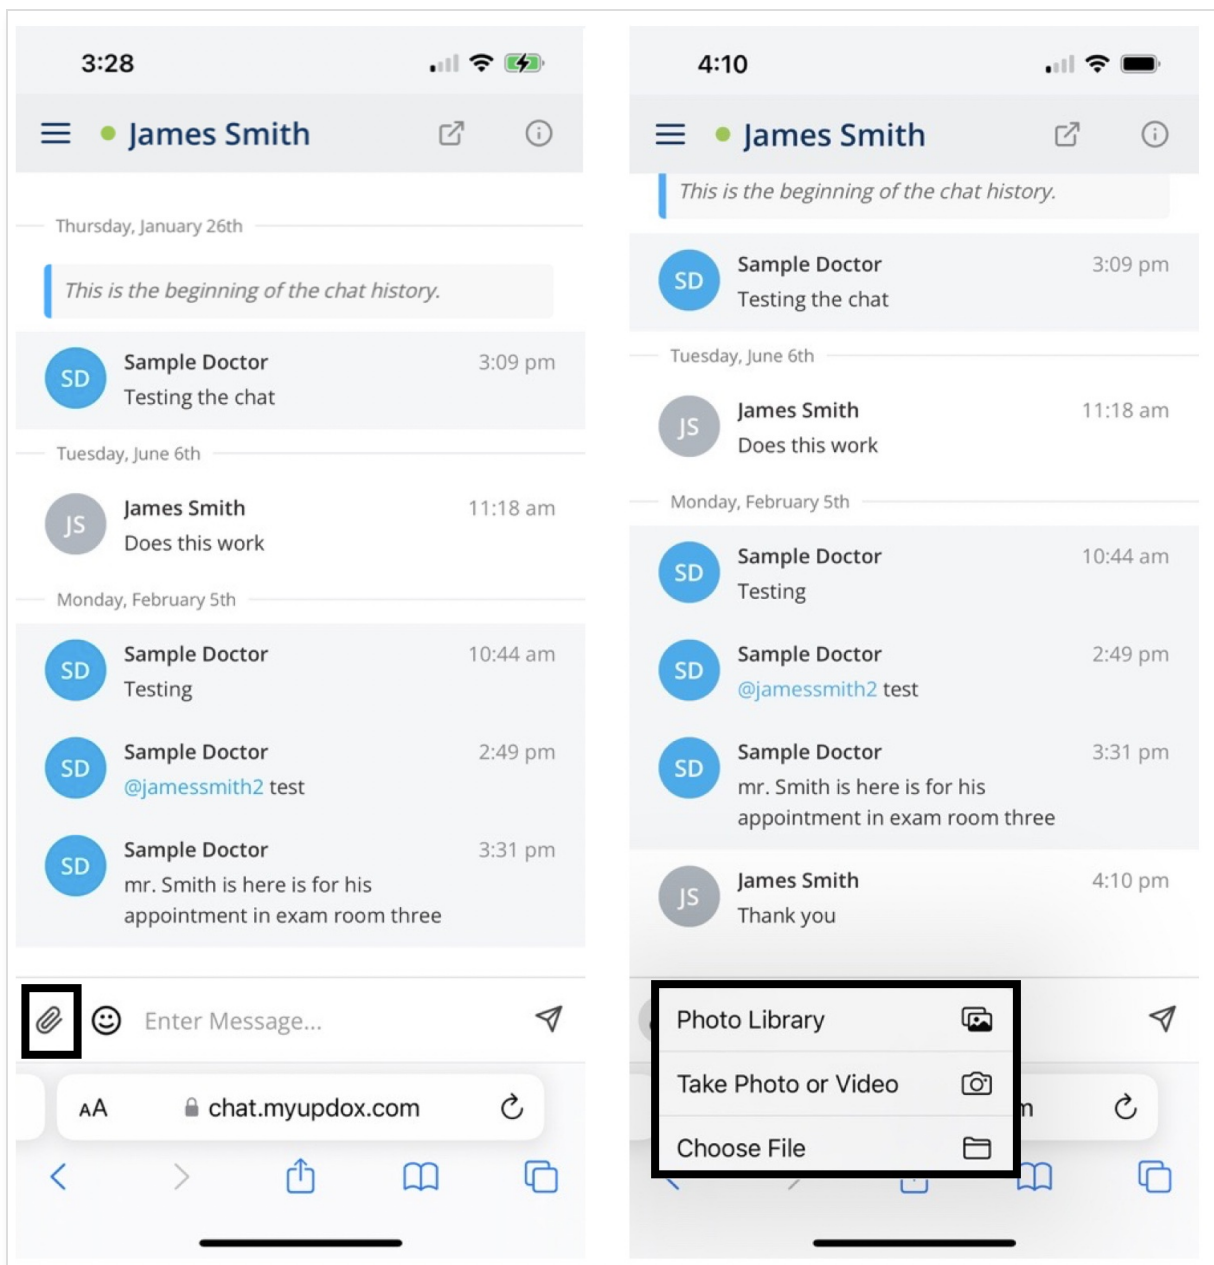 3:28
James Smith
Thursday, January 26th
This is the beginning of the chat history.
SD
Sample Doctor
3:09 pm
Testing the chat
Tuesday, June 6th
JS
James Smith
11:18 am
Does this work
Monday, February 5th
SD
Sample Doctor
10:44 am
Testing
SD
Sample Doctor
2:49 pm
@jamessmith2 test
SD
Sample Doctor
3:31 pm
mr. Smith is here is for his
appointment in exam room three
Enter Message...
AA
chat.myupdox.com
4:10
James Smith
This is the beginning of the chat history.
SD
Sample Doctor
3:09 pm
Testing the chat
Tuesday, June 6th
JS
James Smith
11:18 am
Does this work
Monday, February 5th
SD
Sample Doctor
10:44 am
Testing
SD
Sample Doctor
2:49 pm
@jamessmith2 test
SD
Sample Doctor
3:31 pm
mr. Smith is here is for his
appointment in exam room three
JS
James Smith
4:10 pm
Thank you
Photo Library
Take Photo or Video
Choose File